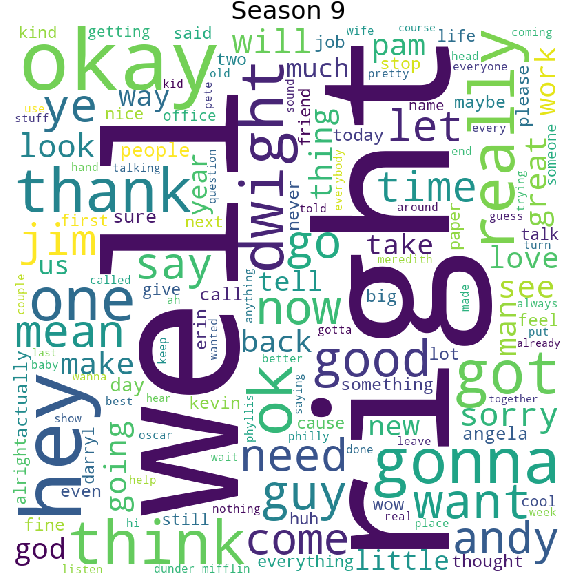 Season 9
kind getting said will job wife course life coming
okay two old much pam stop head everyone
ye way kid nice sound friend pretty please work
look stuff use office pete name maybe every someone
thank people year question dwight thing today let really great
hand talking never everybody told time end trying
jim first sure next around guess talk turn
us say go take paper love
couple called give call tell anything meredith big made see always
one ah erin now gotta man feel put already
mean make keep wanted back better good lot
last baby wanna day hear kevin phyllis saying something got together
hey actually alright show best ok cause new sorry
going oscar philly leave angela
darryl wait need done gonna
even help nothing guy wow real cool
fine hi still huh place want week
god think come everything little thought andy
listen dunder mifflin
well right